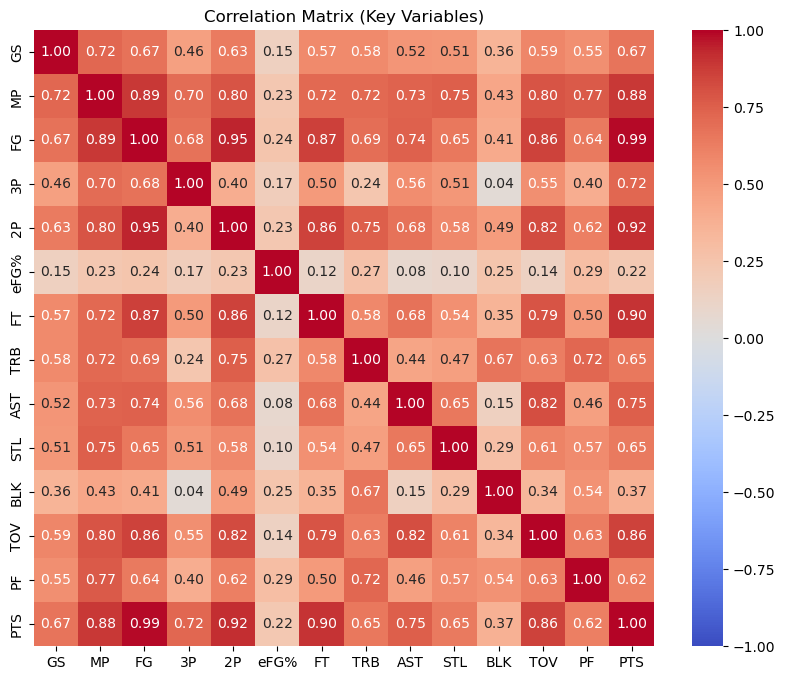 Correlation Matrix (Key Variables)
GS 1.00 0.72 0.67 0.46 0.63 0.15 0.57 0.58 0.52 0.51 0.36 0.59 0.55 0.67
MP 0.72 1.00 0.89 0.70 0.80 0.23 0.72 0.72 0.73 0.75 0.43 0.80 0.77 0.88
FG 0.67 0.89 1.00 0.68 0.95 0.24 0.87 0.69 0.74 0.65 0.41 0.86 0.64 0.99
3P 0.46 0.70 0.68 1.00 0.40 0.17 0.50 0.24 0.56 0.51 0.04 0.55 0.40 0.72
2P 0.63 0.80 0.95 0.40 1.00 0.23 0.86 0.75 0.68 0.58 0.49 0.82 0.62 0.92
eFG% 0.15 0.23 0.24 0.17 0.23 1.00 0.12 0.27 0.08 0.10 0.25 0.14 0.29 0.22
FT 0.57 0.72 0.87 0.50 0.86 0.12 1.00 0.58 0.68 0.54 0.35 0.79 0.50 0.90
TRB 0.58 0.72 0.69 0.24 0.75 0.27 0.58 1.00 0.44 0.47 0.67 0.63 0.72 0.65
AST 0.52 0.73 0.74 0.56 0.68 0.08 0.68 0.44 1.00 0.65 0.15 0.82 0.46 0.75
STL 0.51 0.75 0.65 0.51 0.58 0.10 0.54 0.47 0.65 1.00 0.29 0.61 0.57 0.65
BLK 0.36 0.43 0.41 0.04 0.49 0.25 0.35 0.67 0.15 0.29 1.00 0.34 0.54 0.37
TOV 0.59 0.80 0.86 0.55 0.82 0.14 0.79 0.63 0.82 0.61 0.34 1.00 0.63 0.86
PF 0.55 0.77 0.64 0.40 0.62 0.29 0.50 0.72 0.46 0.57 0.54 0.63 1.00 0.62
PTS 0.67 0.88 0.99 0.72 0.92 0.22 0.90 0.65 0.75 0.65 0.37 0.86 0.62 1.00
GS MP FG 3P 2P eFG% FT TRB AST STL BLK TOV PF PTS
1.00
0.75
0.50
0.25
0.00
−0.25
−0.50
−0.75
−1.00